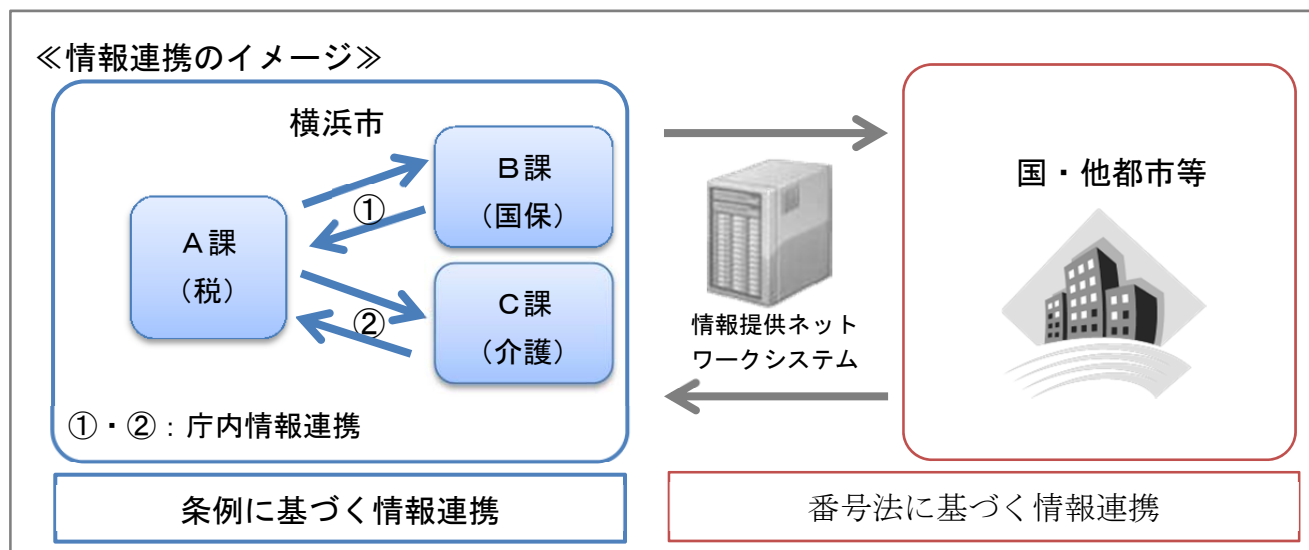 ≪情報連携のイメージ≫
横浜市
Ａ課
（税）
①
Ｂ課
（国保）
②
Ｃ課
（介護）
①・②：庁内情報連携
条例に基づく情報連携
情報提供ネット
ワークシステム
国・他都市等
番号法に基づく情報連携